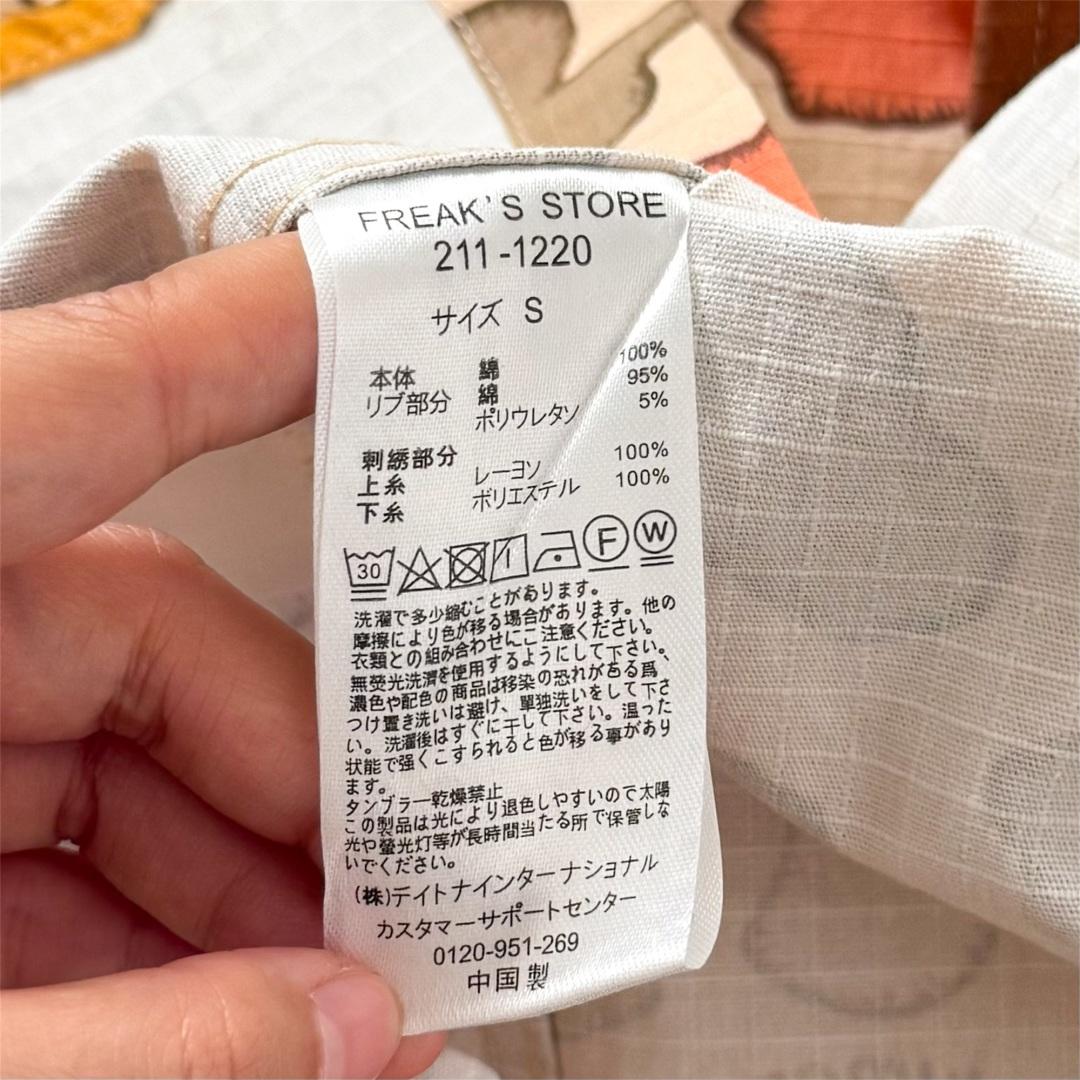 FREAK'S STORE
211-1220
サイズ S
本体 綿 100%
リブ部分 綿 95%
ポリウレタン 5%
刺繍部分
上糸 レーヨン 100%
下糸 ポリエステル 100%
30 F W
洗濯で多少縮むことがあります。
摩擦により色が移る場合があります。他の
衣類との組み合わせにご注意ください。
無蛍光洗濟を使用するようにして下さい。
濃色や配色の商品は移染の恐れがある爲、
つけ置き洗いは避け、單独洗いをして下さ
い。洗濯後はすぐに干して下さい。温った
状態で强くこすられると色が移る事があり
ます。
タンブラー乾燥禁止
この製品は光により退色しやすいので太陽
光や螢光灯等が長時間当たる所で保管しな
いでください。
(株)デイトナインターナショナル
カスタマーサポートセンター
0120-951-269
中国製